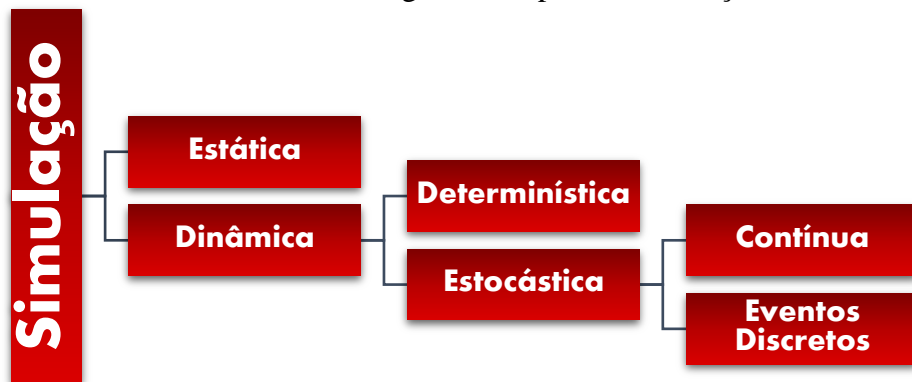 Simulação
Estática
Dinâmica
Determinística
Estocástica
Contínua
Eventos
Discretos